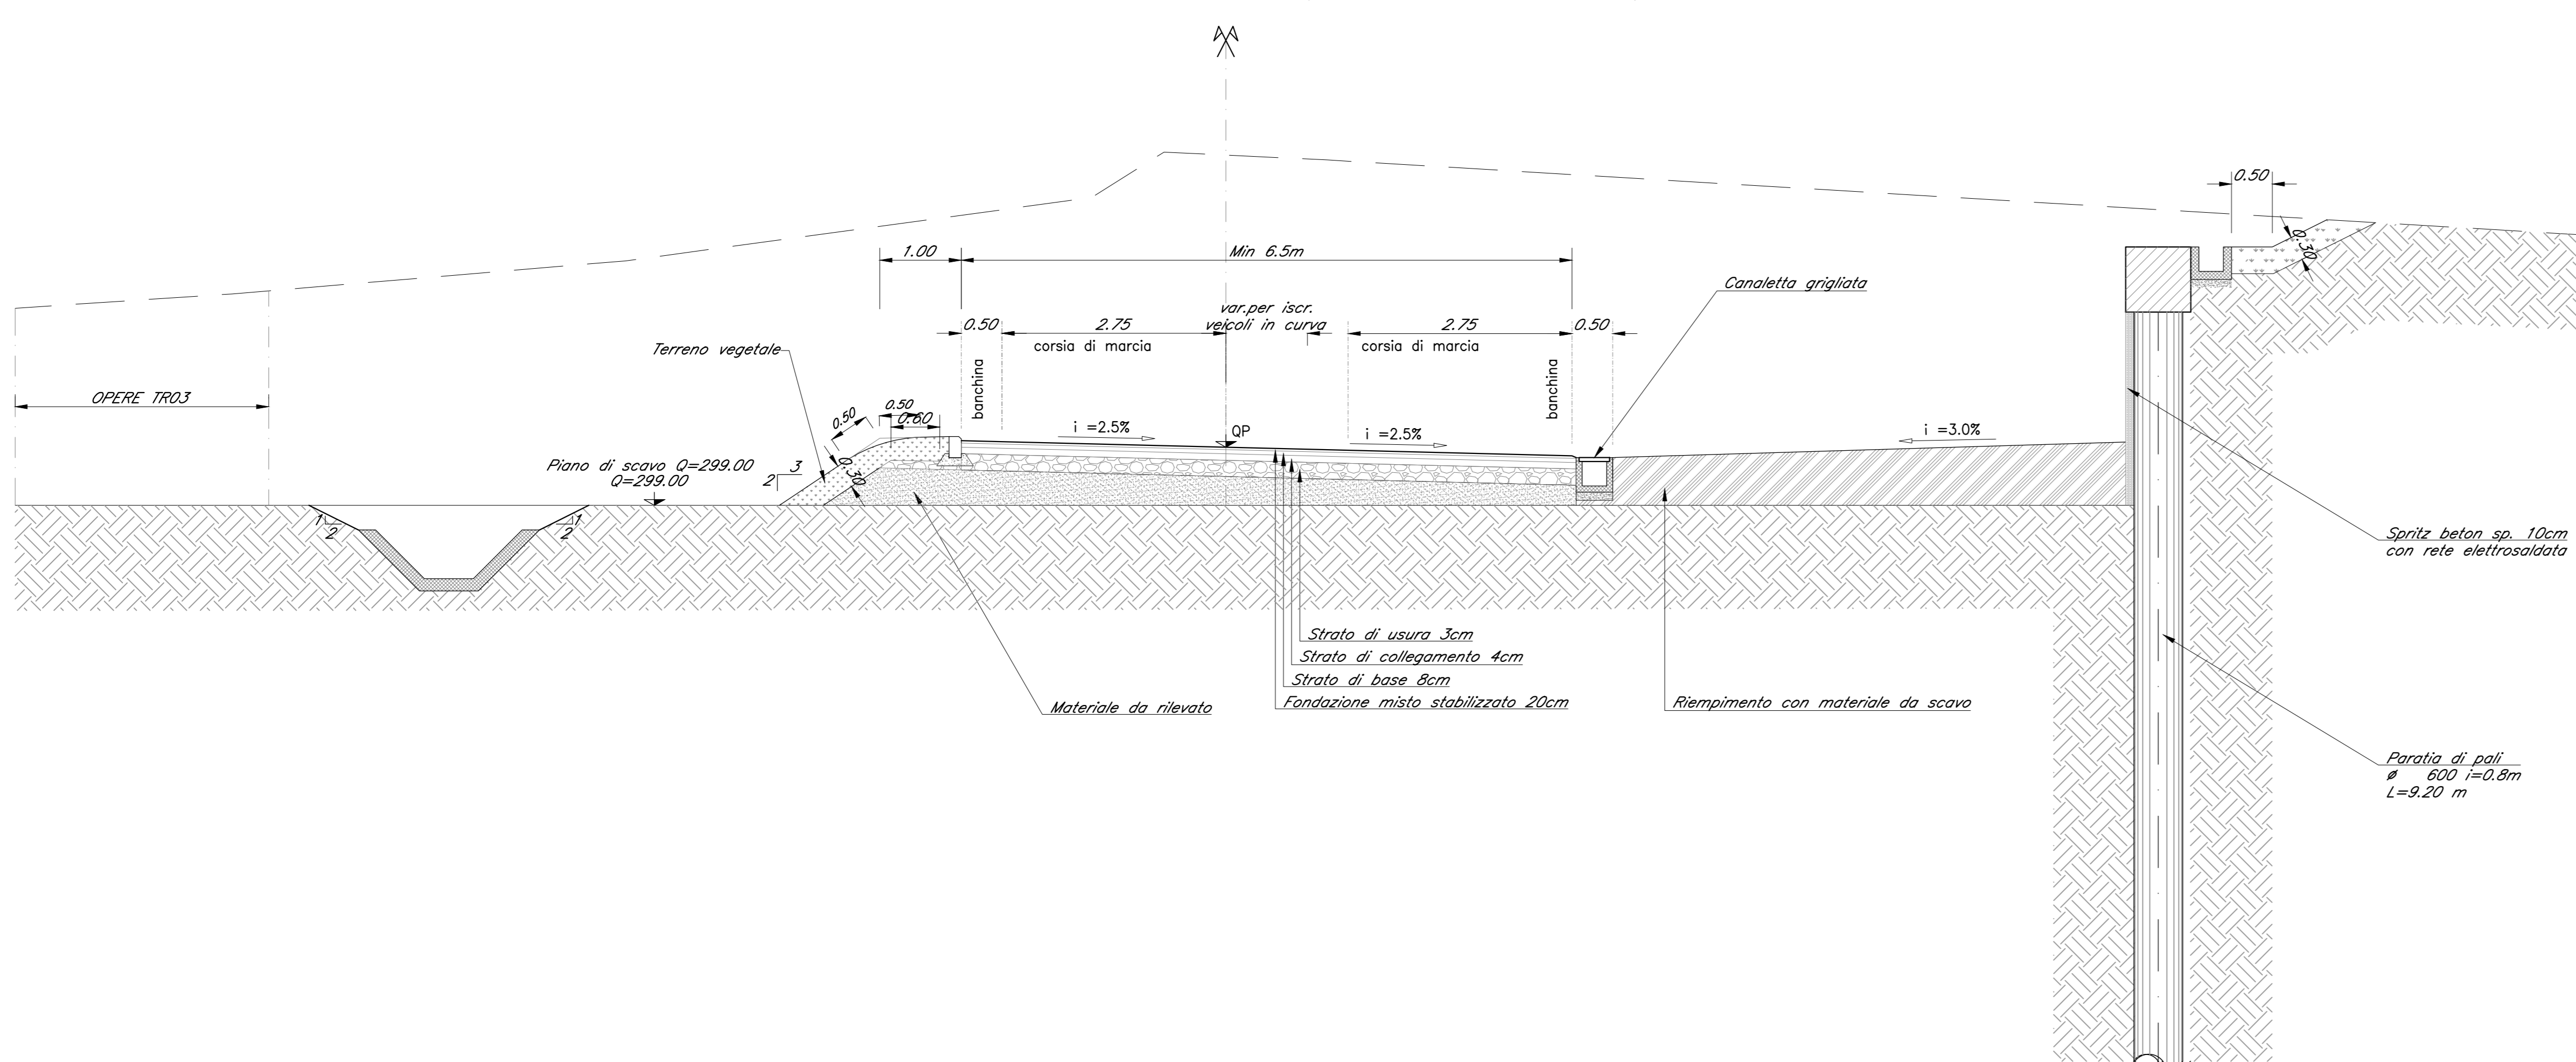 0.50
0.30
1.00
Min 6.5m
Canaletta grigliata
var.per iscr.
veicoli in curva
0.50
2.75
2.75
0.50
corsia di marcia
corsia di marcia
Terreno vegetale
banchina
banchina
OPERE TR03
0.50
0.50
0.60
i =2.5%
QP
i =2.5%
i =3.0%
0.30
Piano di scavo Q=299.00
Q=299.00
3
2
1
2
1
2
Spritz beton sp. 10cm
con rete elettrosaldata
Strato di usura 3cm
Strato di collegamento 4cm
Strato di base 8cm
Fondazione misto stabilizzato 20cm
Materiale da rilevato
Riempimento con materiale da scavo
Paratia di pali
ø 600 i=0.8m
L=9.20 m